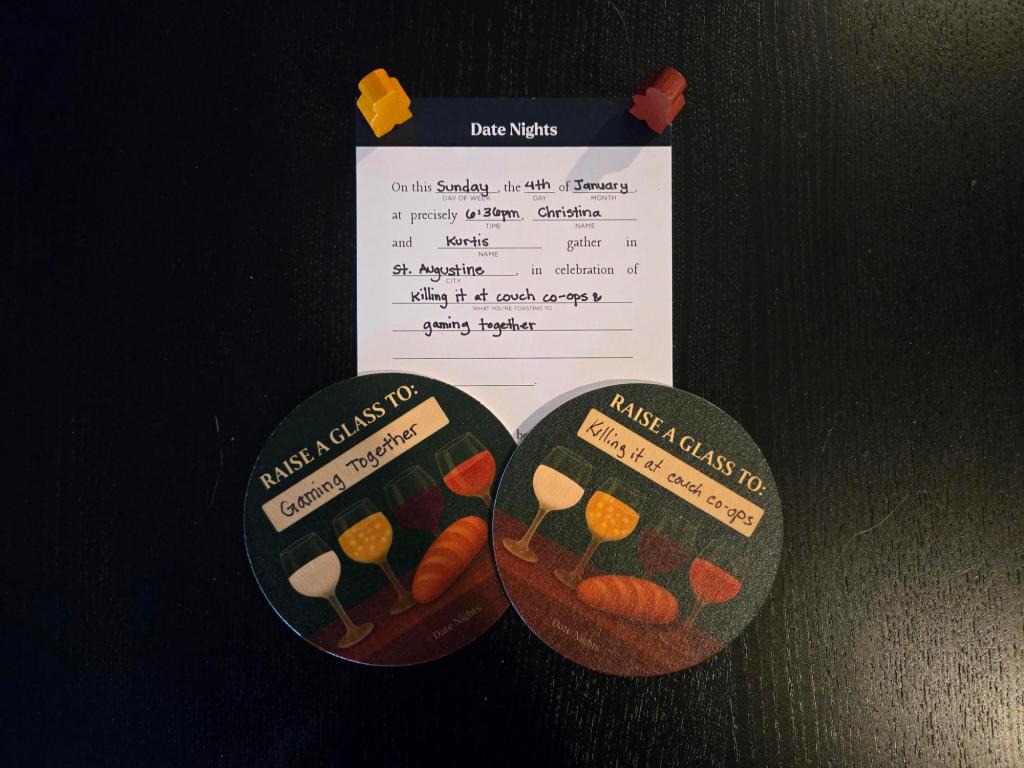 Date Nights
On this Sunday, the 4th of January,
DAY OF WEEK DAY MONTH
at precisely 6:36pm, Christina
TIME NAME
and Kurtis gather in
NAME
St. Augustine, in celebration of
CITY
killing it at couch co-ops &
WHAT YOU'RE TOASTING TO
gaming together
RAISE A GLASS TO:
Gaming Together
Date Nights
RAISE A GLASS TO:
Killing it at couch co-ops
Date Nights